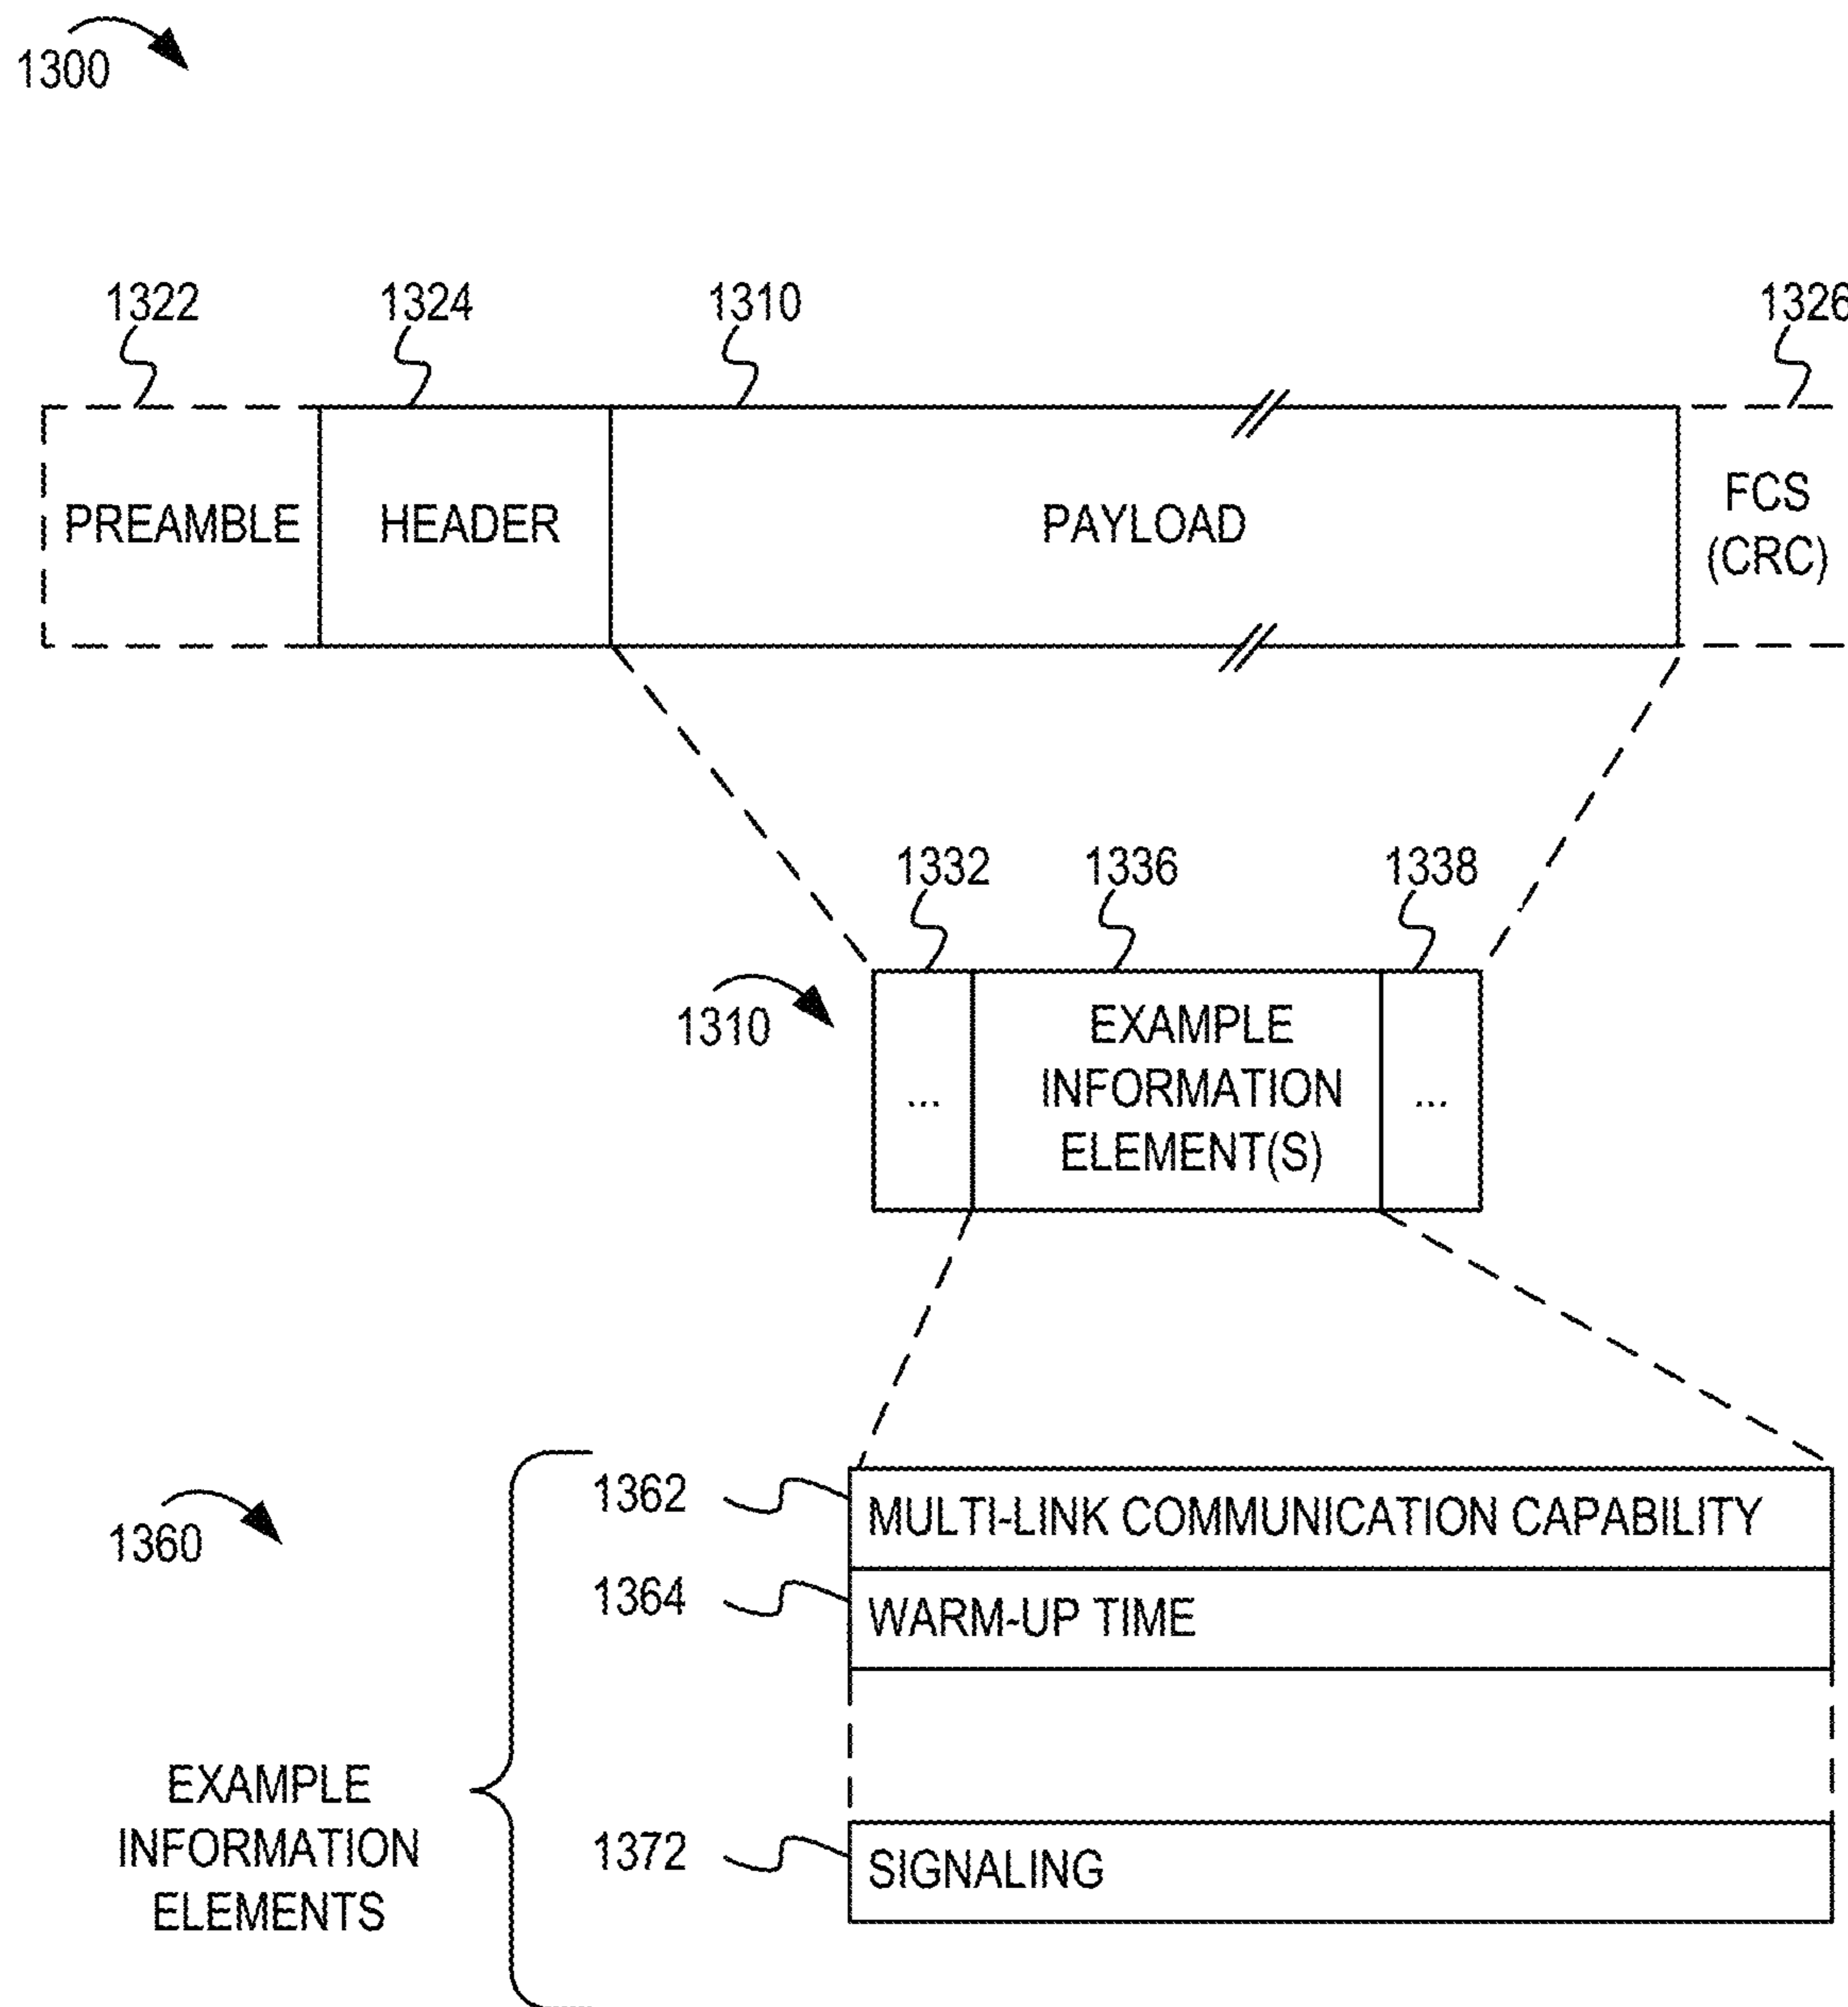 1300
1322 1324 1310 1326
PREAMBLE HEADER PAYLOAD FCS
(CRC)
1332 1336 1338
1310
... EXAMPLE ...
INFORMATION
ELEMENT(S)
1360
1362 MULTI-LINK COMMUNICATION CAPABILITY
1364 WARM-UP TIME
EXAMPLE
INFORMATION
ELEMENTS
1372 SIGNALING